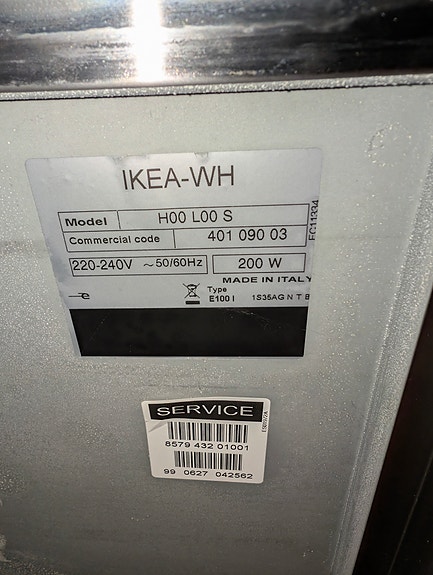 IKEA-WH
Model H00 L00 S
Commercial code 401 090 03
220-240V ~50/60Hz 200 W
EC11334
MADE IN ITALY
Type
E100 I 1S35AG N T B
SERVICE
8579 432 01001
99 0627 042562